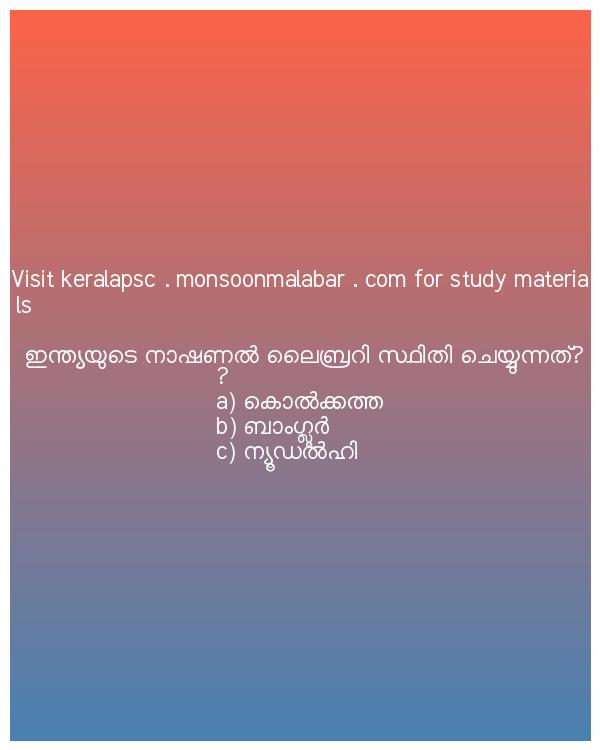 Visit keralapsc . monsoonmalabar . com for study materia
ls
ഇന്ത്യയുടെ നാഷണൽ ലൈബ്രറി സ്ഥിതി ചെയ്യുന്നത്?
?
a) കൊൽക്കത്ത
b) ബാംഗ്ലൂർ
c) ന്യൂഡൽഹി